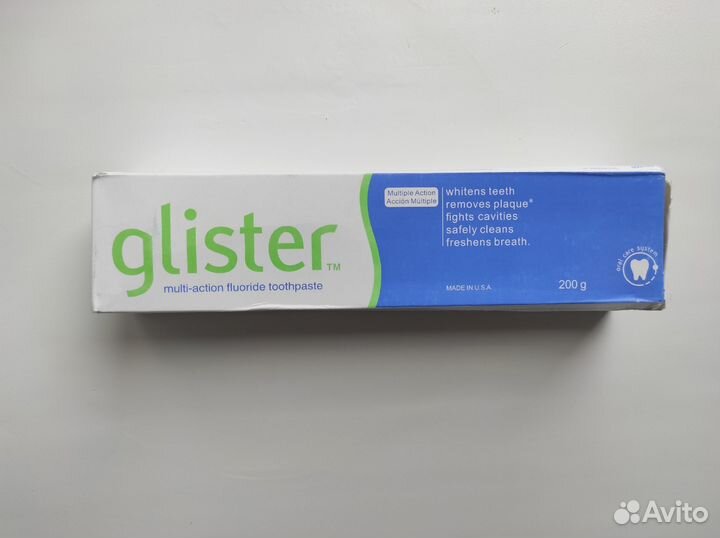 glister™
multi-action fluoride toothpaste
Multiple Action
Acción Múltiple
whitens teeth
removes plaque*
fights cavities
safely cleans
freshens breath.
MADE IN U.S.A
200 g
oral care system
Avito